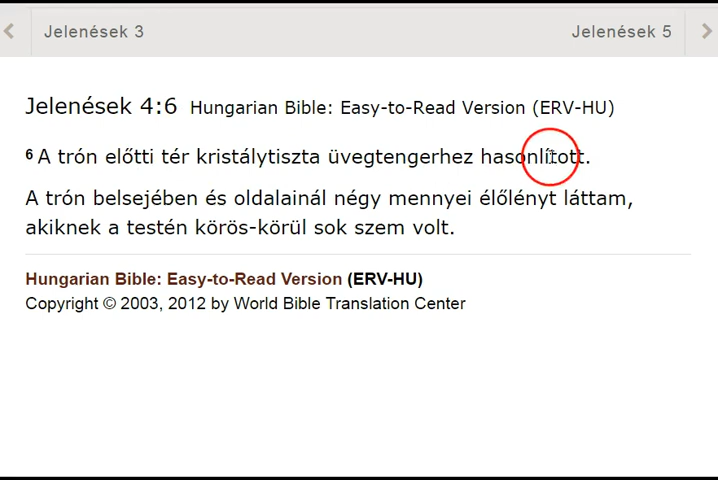 Jelenések 3
Jelenések 5
Jelenések 4:6 Hungarian Bible: Easy-to-Read Version (ERV-HU)
6 A trón előtti tér kristálytiszta üvegtengerhez hasonlított.
A trón belsejében és oldalainál négy mennyei élőlényt láttam,
akiknek a testén körös-körül sok szem volt.
Hungarian Bible: Easy-to-Read Version (ERV-HU)
Copyright © 2003, 2012 by World Bible Translation Center